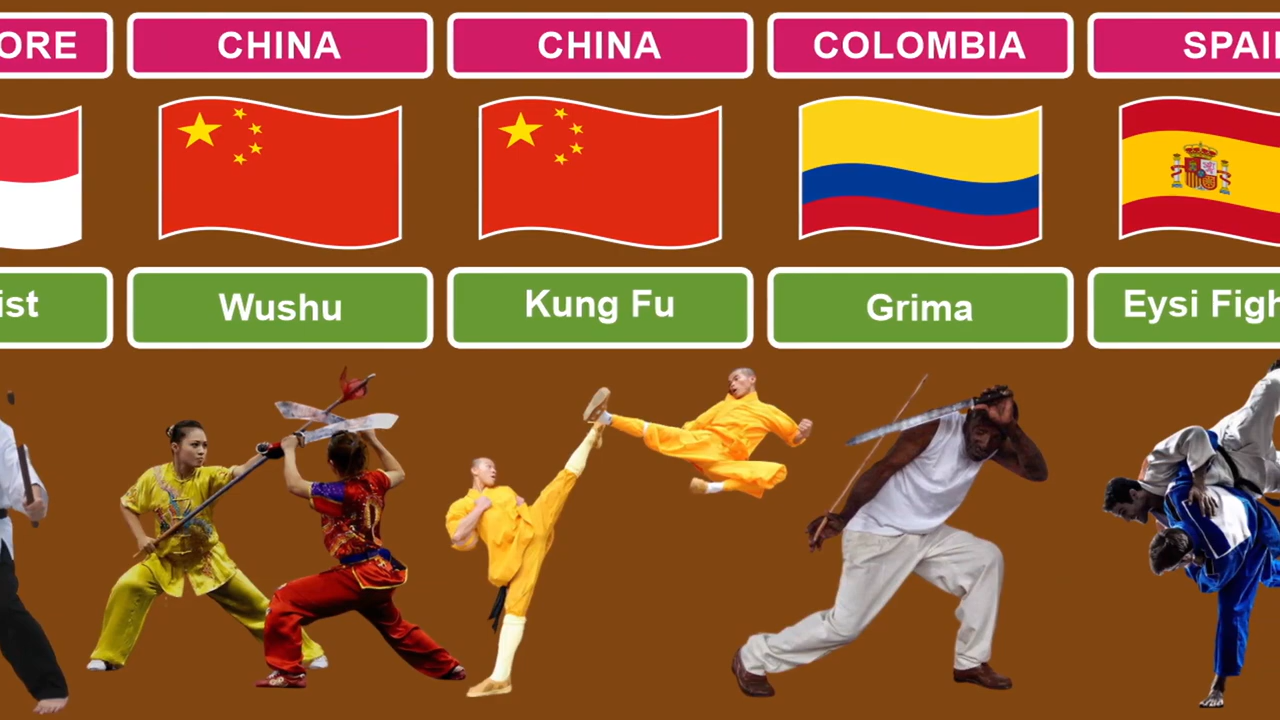 ORE
CHINA
CHINA
COLOMBIA
SPAI
ist
Wushu
Kung Fu
Grima
Eysi Figh